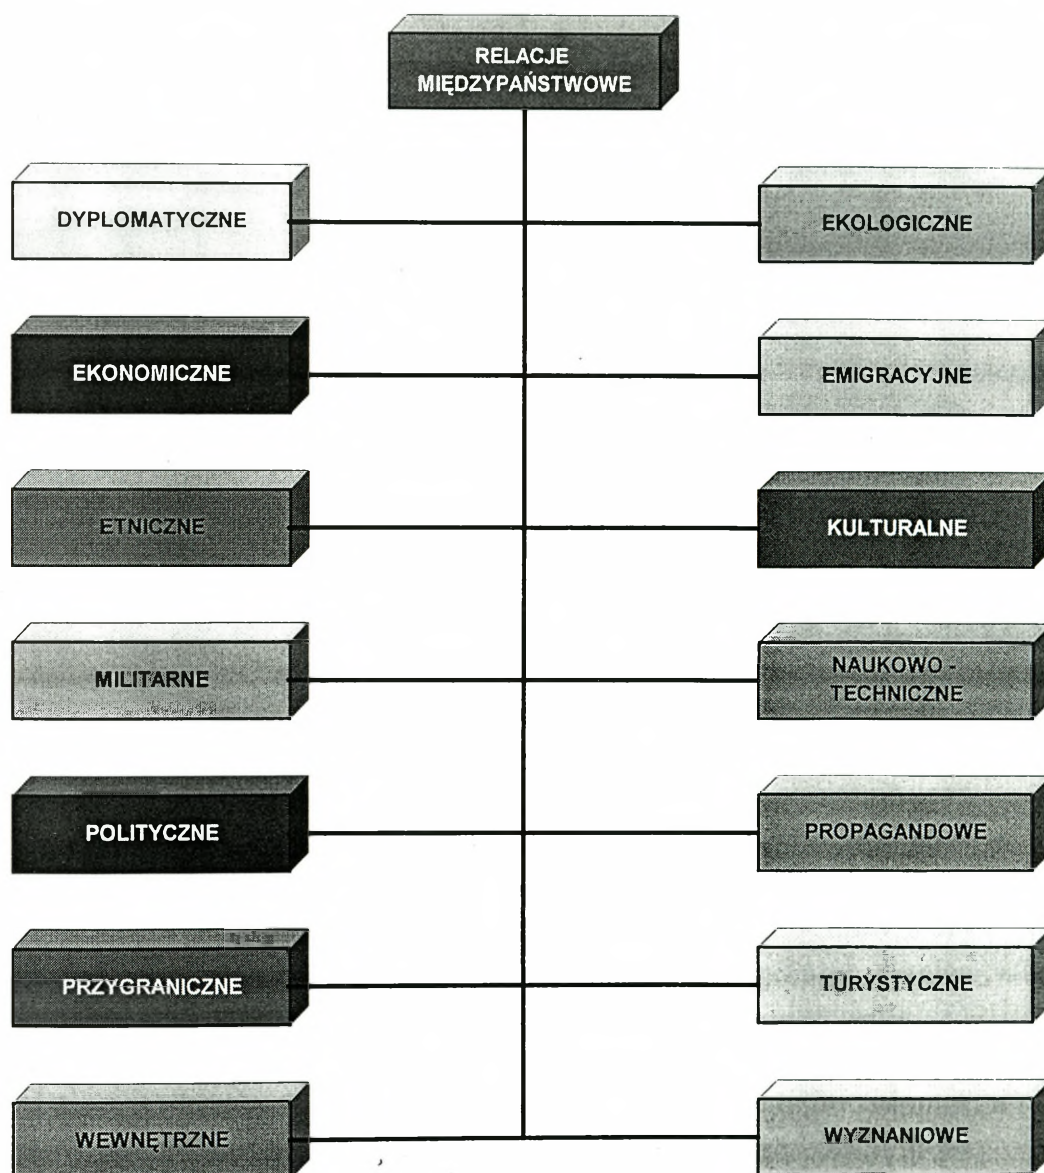 RELACJE
MIĘDZYPAŃSTWOWE
DYPLOMATYCZNE
EKOLOGICZNE
EKONOMICZNE
EMIGRACYJNE
ETNICZNE
KULTURALNE
MILITARNE
NAUKOWO -
TECHNICZNE
POLITYCZNE
PROPAGANDOWE
PRZYGRANICZNE
TURYSTYCZNE
WEWNĘTRZNE
WYZNANIOWE